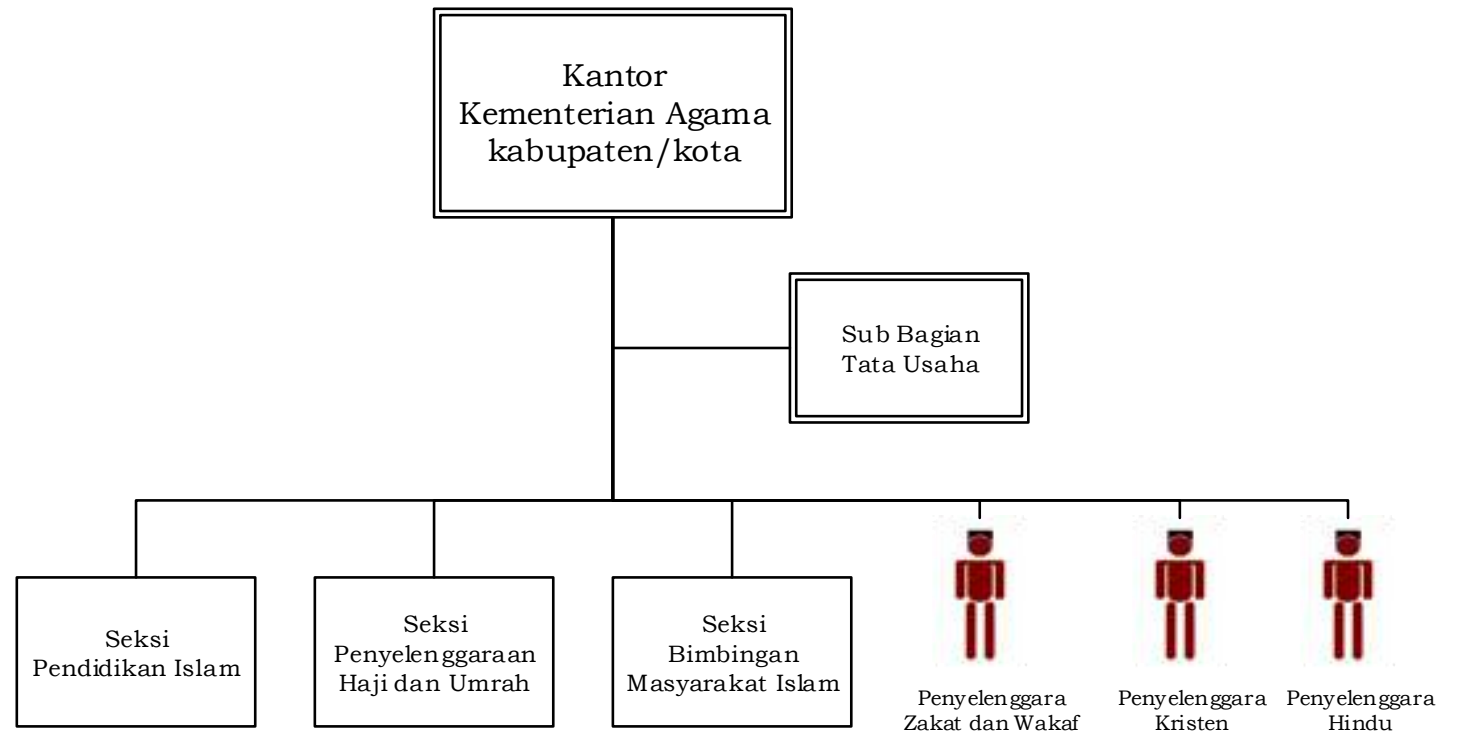 Kantor
Kementerian Agama
kabupaten/kota
Sub Bagian
Tata Usaha
Seksi
Pendidikan Islam
Seksi
Penyelenggaraan
Haji dan Umrah
Seksi
Bimbingan
Masyarakat Islam
Penyelenggara
Zakat dan Wakaf
Penyelenggara
Kristen
Penyelenggara
Hindu